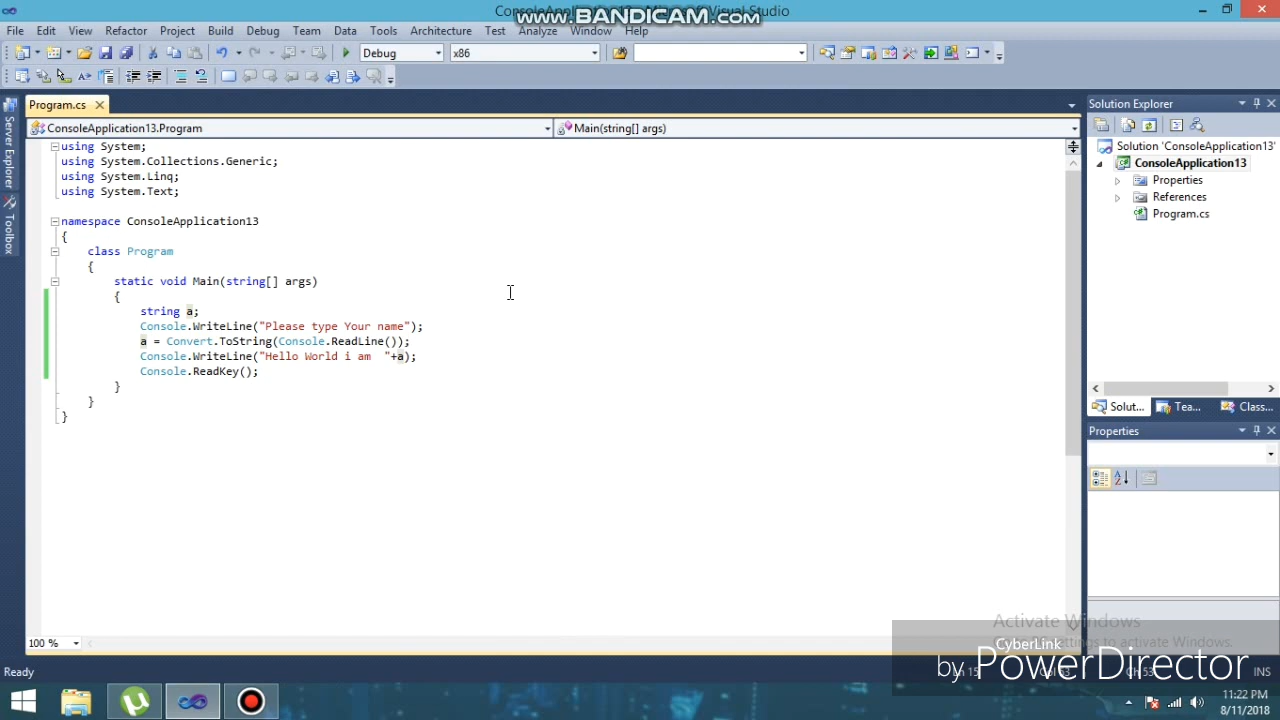 WWW.BANDICAM.COM
File Edit View Refactor Project Build Debug Team Data Tools Architecture Test Analyze Window Help
Debug x86
Program.cs
ConsoleApplication13.Program Main(string[] args)
using System;
using System.Collections.Generic;
using System.Linq;
using System.Text;
namespace ConsoleApplication13
{
class Program
{
static void Main(string[] args)
{
string a;
Console.WriteLine("Please type Your name");
a = Convert.ToString(Console.ReadLine());
Console.WriteLine("Hello World i am  "+a);
Console.ReadKey();
}
}
}
Server Explorer
Toolbox
Solution Explorer
Solution 'ConsoleApplication13'
ConsoleApplication13
Properties
References
Program.cs
Solut... Tea... Class...
Properties
100 %
Activate Windows
CyberLink
by PowerDirector
Ready INS
11:22 PM
8/11/2018